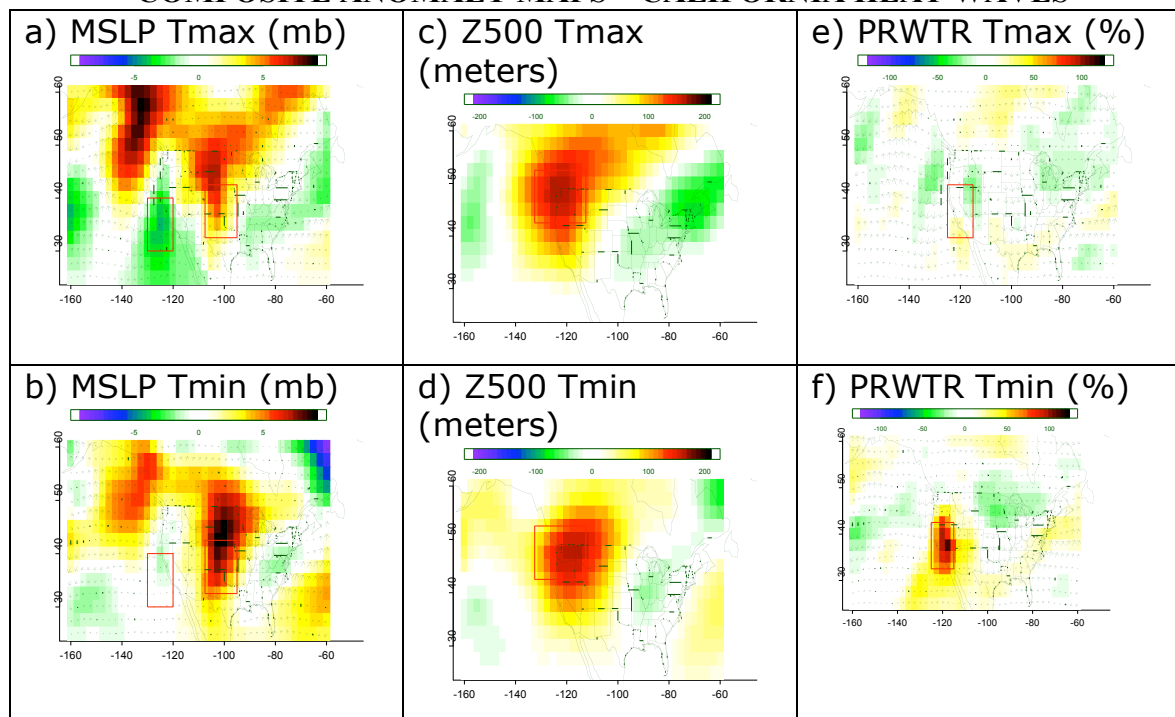 COMPOSITE ANOMALY MAPS – CALIFORNIA HEAT WAVES
a) MSLP Tmax (mb)
-5 0 5
60
50
40
30
-160 -140 -120 -100 -80 -60
c) Z500 Tmax
(meters)
-200 -100 0 100 200
60
50
40
30
-160 -140 -120 -100 -80 -60
e) PRWTR Tmax (%)
-100 -50 0 50 100
60
50
40
30
-160 -140 -120 -100 -80 -60
b) MSLP Tmin (mb)
-5 0 5
60
50
40
30
-160 -140 -120 -100 -80 -60
d) Z500 Tmin
(meters)
-200 -100 0 100 200
60
50
40
30
-160 -140 -120 -100 -80 -60
f) PRWTR Tmin (%)
-100 -50 0 50 100
60
50
40
30
-160 -140 -120 -100 -80 -60